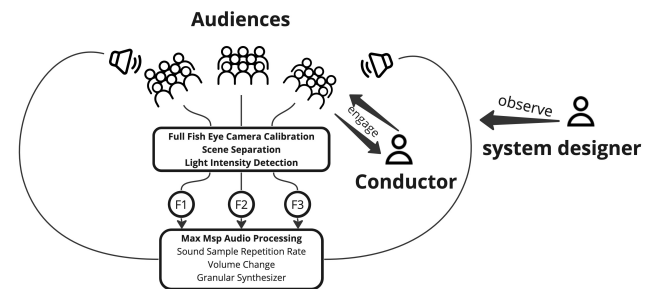 Audiences
observe
engage
system designer
Full Fish Eye Camera Calibration
Scene Separation
Light Intensity Detection
Conductor
F1
F2
F3
Max Msp Audio Processing
Sound Sample Repetition Rate
Volume Change
Granular Synthesizer